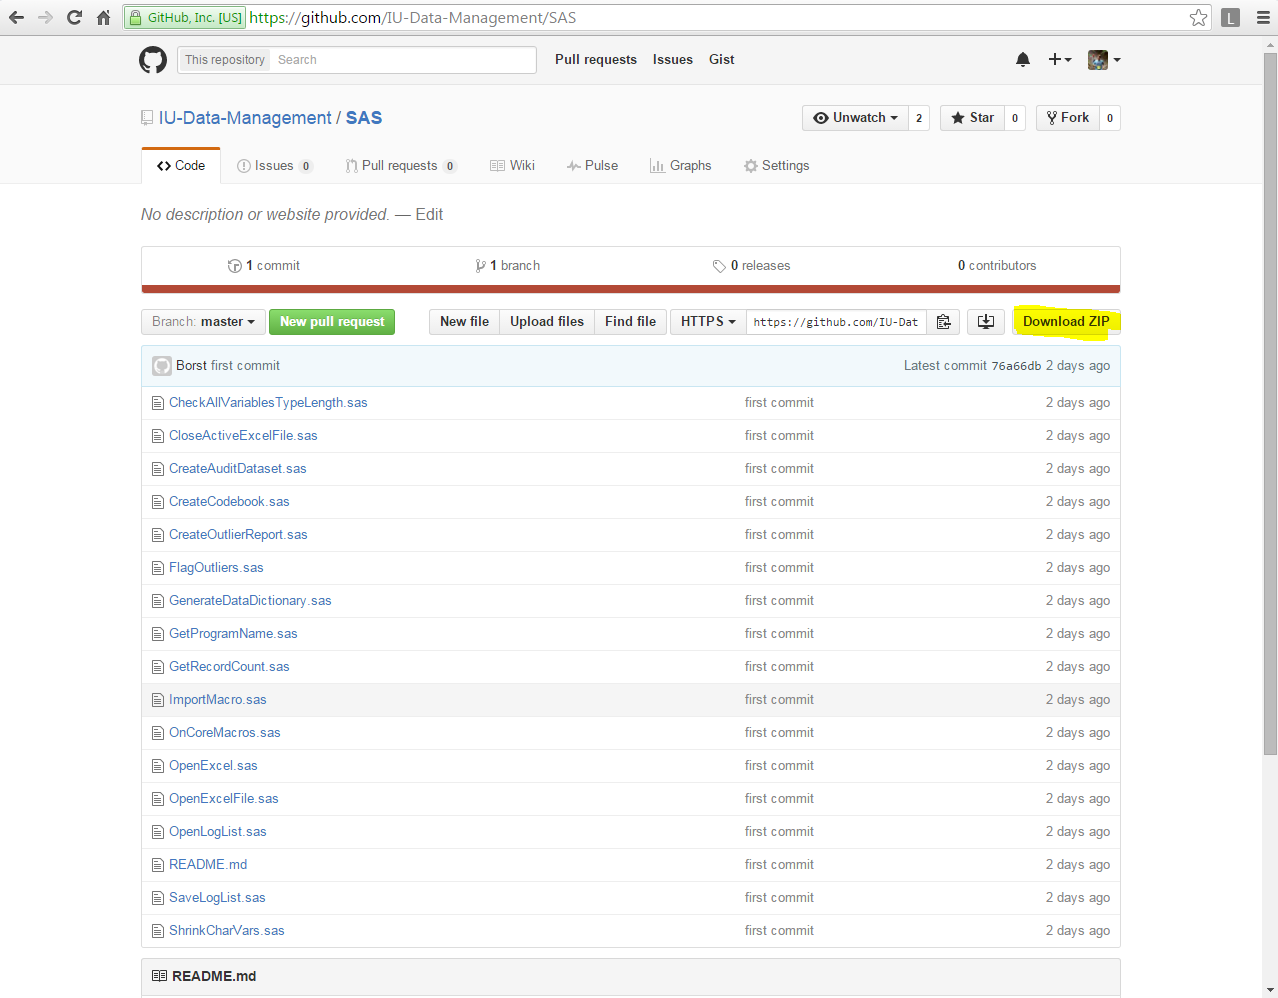 GitHub, Inc. [US] https://github.com/IU-Data-Management/SAS L
This repository Search Pull requests Issues Gist
IU-Data-Management / SAS Unwatch 2 Star 0 Fork 0
Code Issues 0 Pull requests 0 Wiki Pulse Graphs Settings
No description or website provided. — Edit
1 commit 1 branch 0 releases 0 contributors
Branch: master New pull request New file Upload files Find file HTTPS https://github.com/IU-Dat Download ZIP
Borst first commit Latest commit 76a66db 2 days ago
CheckAllVariablesTypeLength.sas first commit 2 days ago
CloseActiveExcelFile.sas first commit 2 days ago
CreateAuditDataset.sas first commit 2 days ago
CreateCodebook.sas first commit 2 days ago
CreateOutlierReport.sas first commit 2 days ago
FlagOutliers.sas first commit 2 days ago
GenerateDataDictionary.sas first commit 2 days ago
GetProgramName.sas first commit 2 days ago
GetRecordCount.sas first commit 2 days ago
ImportMacro.sas first commit 2 days ago
OnCoreMacros.sas first commit 2 days ago
OpenExcel.sas first commit 2 days ago
OpenExcelFile.sas first commit 2 days ago
OpenLogList.sas first commit 2 days ago
README.md first commit 2 days ago
SaveLogList.sas first commit 2 days ago
ShrinkCharVars.sas first commit 2 days ago
README.md